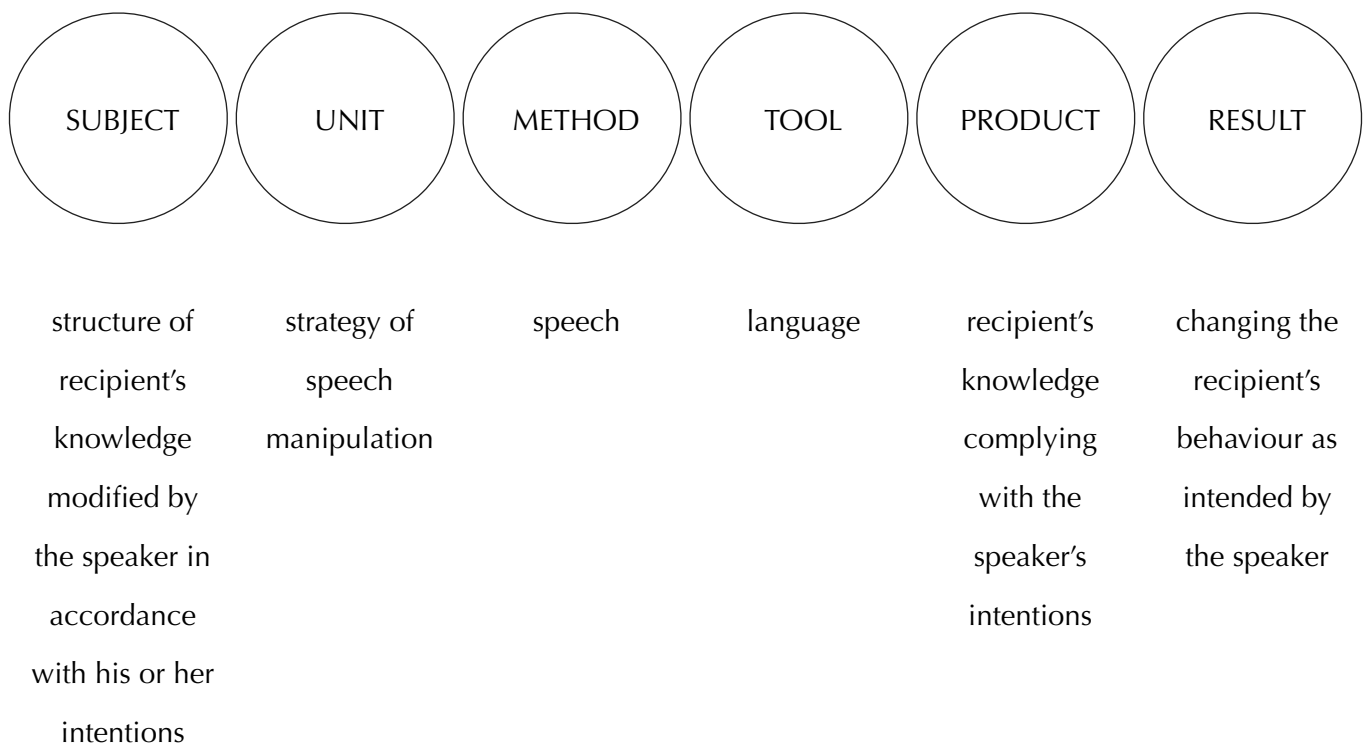 SUBJECT
UNIT
METHOD
TOOL
PRODUCT
RESULT
structure of
recipient’s
knowledge
modified by
the speaker in
accordance
with his or her
intentions
strategy of
speech
manipulation
speech
language
recipient’s
knowledge
complying
with the
speaker’s
intentions
changing the
recipient’s
behaviour as
intended by
the speaker